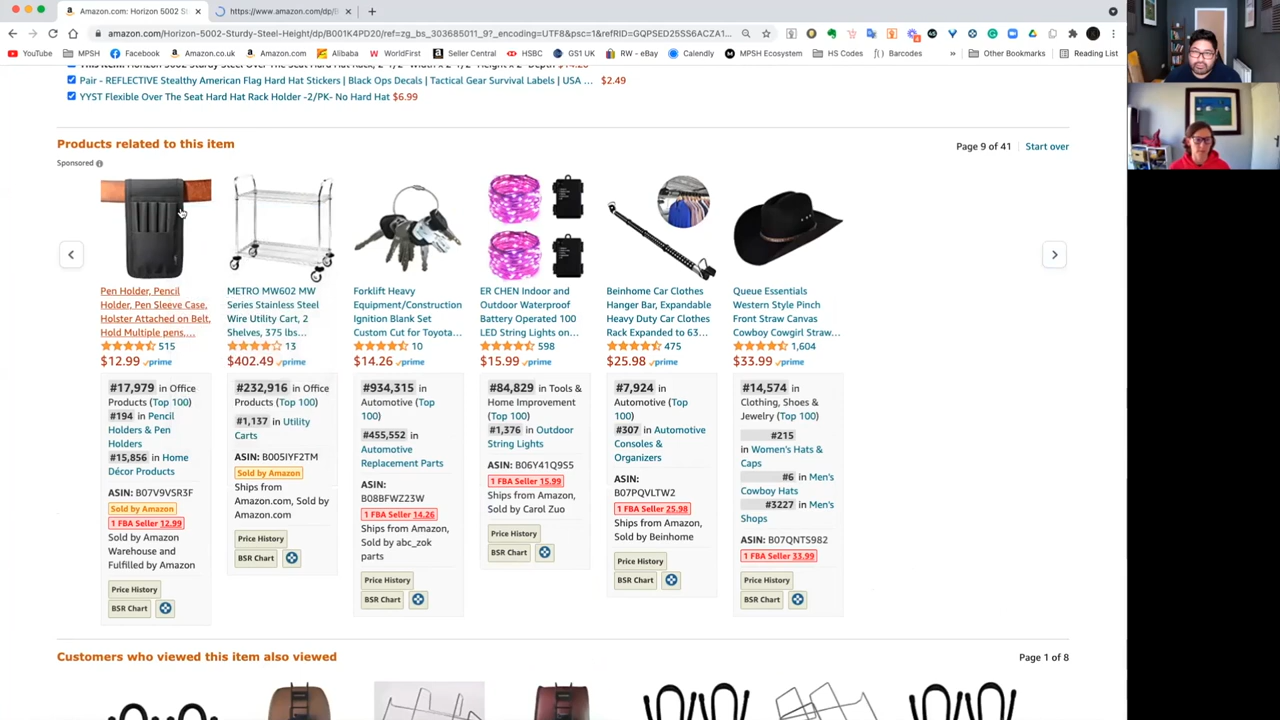 Amazon.com: Horizon 5002 St
https://www.amazon.com/dp/B
amazon.com/Horizon-5002-Sturdy-Steel-Height/dp/B001K4PD20/ref=zg_bs_303685011_9?_encoding=UTF8&psc=1&refRID=GQPSED25SS6ACZA1...
YouTube MPSH Facebook Amazon.co.uk Amazon.com Alibaba WorldFirst Seller Central HSBC GS1 UK RW - eBay Calendly MPSH Ecosystem HS Codes Barcodes >> Other Bookmarks Reading List
Pair - REFLECTIVE Stealthy American Flag Hard Hat Stickers | Black Ops Decals | Tactical Gear Survival Labels | USA ... $2.49
YYST Flexible Over The Seat Hard Hat Rack Holder -2/PK- No Hard Hat $6.99
Products related to this item
Page 9 of 41 | Start over
Sponsored
Pen Holder, Pencil
Holder, Pen Sleeve Case,
Holster Attached on Belt,
Hold Multiple pens,...
515
$12.99 prime
#17,979 in Office
Products (Top 100)
#194 in Pencil
Holders & Pen
Holders
#15,856 in Home
Décor Products
ASIN: B07V9VSR3F
Sold by Amazon
1 FBA Seller 12.99
Sold by Amazon
Warehouse and
Fulfilled by Amazon
Price History
BSR Chart
METRO MW602 MW
Series Stainless Steel
Wire Utility Cart, 2
Shelves, 375 lbs...
13
$402.49 prime
#232,916 in Office
Products (Top 100)
#1,137 in Utility
Carts
ASIN: B005IYF2TM
Sold by Amazon
Ships from
Amazon.com, Sold by
Amazon.com
Price History
BSR Chart
Forklift Heavy
Equipment/Construction
Ignition Blank Set
Custom Cut for Toyota...
10
$14.26 prime
#934,315 in
Automotive (Top
100)
#455,552 in
Automotive
Replacement Parts
ASIN:
B08BFWZ23W
1 FBA Seller 14.26
Ships from Amazon,
Sold by abc_zok
parts
Price History
BSR Chart
ER CHEN Indoor and
Outdoor Waterproof
Battery Operated 100
LED String Lights on...
598
$15.99 prime
#84,829 in Tools &
Home Improvement
(Top 100)
#1,376 in Outdoor
String Lights
ASIN: B06Y41Q9S5
1 FBA Seller 15.99
Ships from Amazon,
Sold by Carol Zuo
Price History
BSR Chart
Beinhome Car Clothes
Hanger Bar, Expandable
Heavy Duty Car Clothes
Rack Expanded to 63...
475
$25.98 prime
#7,924 in
Automotive (Top
100)
#307 in Automotive
Consoles &
Organizers
ASIN:
B07PQVLTW2
1 FBA Seller 25.98
Ships from Amazon,
Sold by Beinhome
Price History
BSR Chart
Queue Essentials
Western Style Pinch
Front Straw Canvas
Cowboy Cowgirl Straw...
1,604
$33.99 prime
#14,574 in
Clothing, Shoes &
Jewelry (Top 100)
#215
in Women's Hats &
Caps
#6 in Men's
Cowboy Hats
#3227 in Men's
Shops
ASIN: B07QNTS982
1 FBA Seller 33.99
Price History
BSR Chart
Customers who viewed this item also viewed
Page 1 of 8